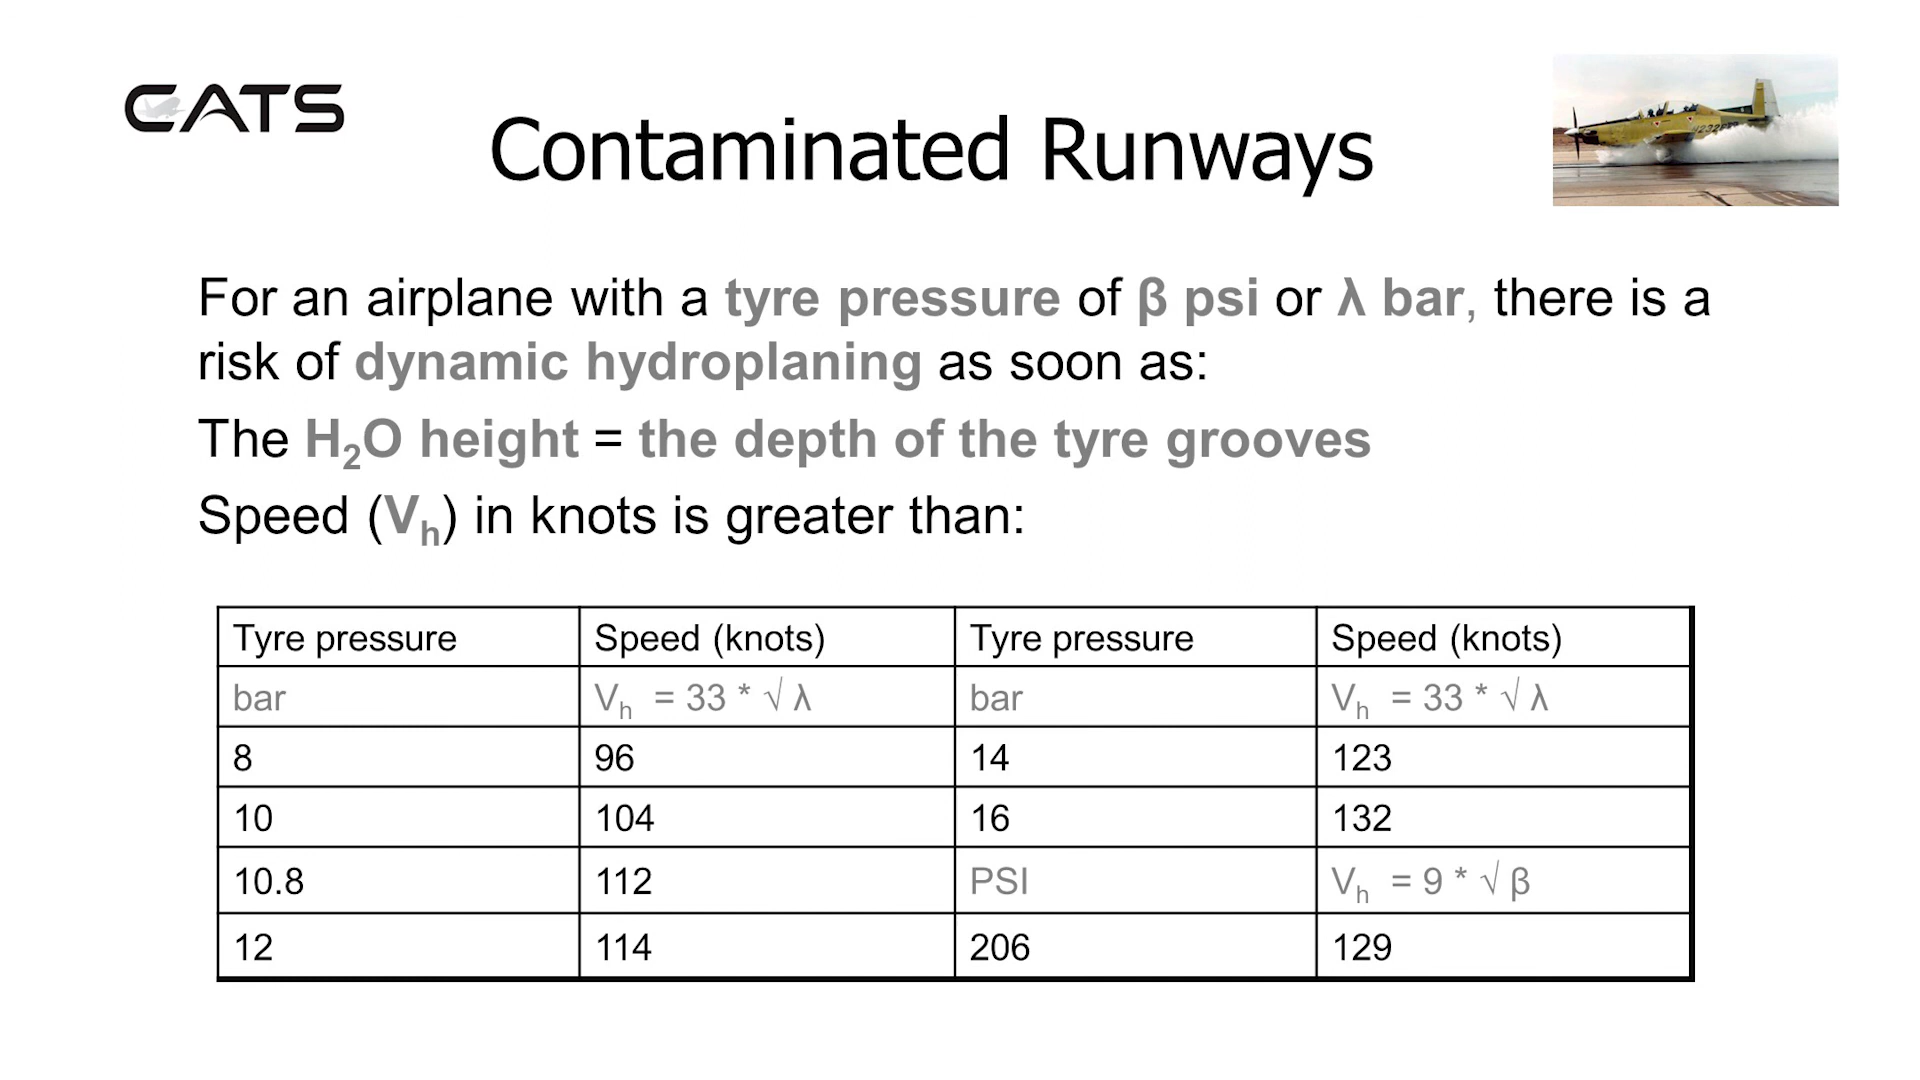 CATS
Contaminated Runways
For an airplane with a tyre pressure of β psi or λ bar, there is a
risk of dynamic hydroplaning as soon as:
The H₂O height = the depth of the tyre grooves
Speed (Vₕ) in knots is greater than:
Tyre pressure Speed (knots) Tyre pressure Speed (knots)
bar Vₕ = 33 * √ λ bar Vₕ = 33 * √ λ
8 96 14 123
10 104 16 132
10.8 112 PSI Vₕ = 9 * √ β
12 114 206 129